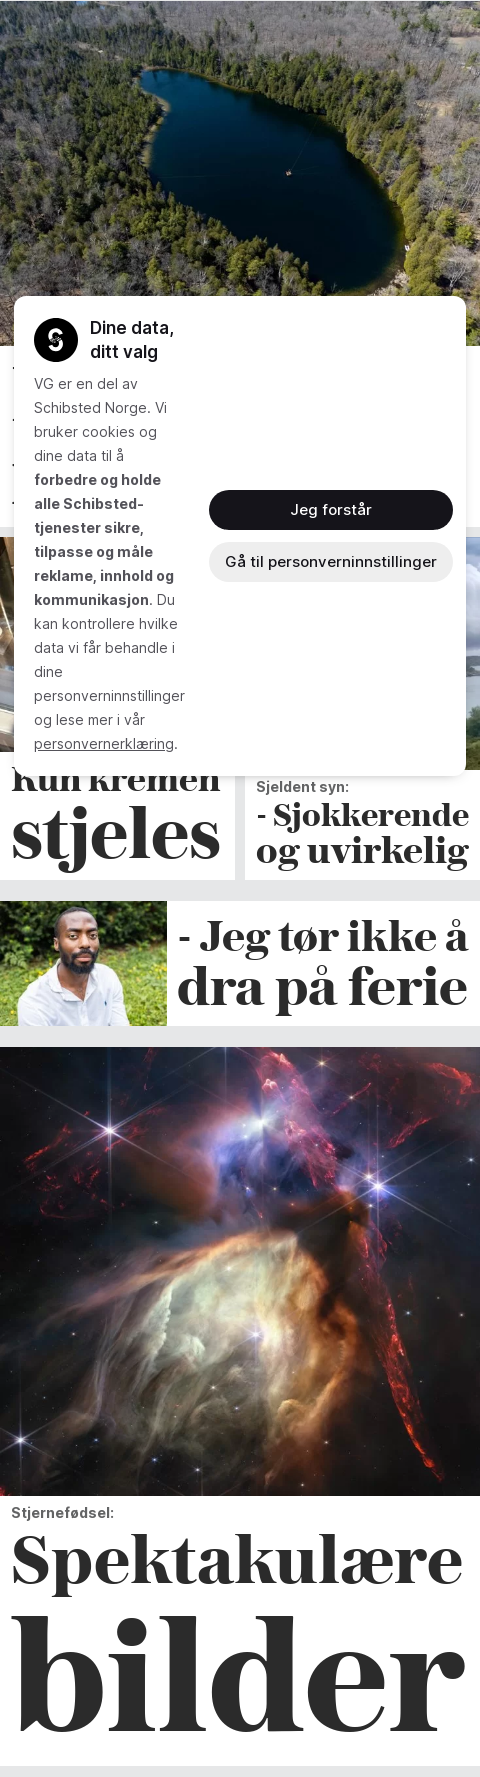 Dine data,
ditt valg
VG er en del av
Schibsted Norge. Vi
bruker cookies og
dine data til å
forbedre og holde
alle Schibsted-
tjenester sikre,
tilpasse og måle
reklame, innhold og
kommunikasjon. Du
kan kontrollere hvilke
data vi får behandle i
dine
personverninnstillinger
og lese mer i vår
personvernerklæring.
Jeg forstår
Gå til personverninnstillinger
kremen
stjeles
Sjeldent syn:
- Sjokkerende
og uvirkelig
- Jeg tør ikke å
dra på ferie
Stjernefødsel:
Spektakulære
bilder